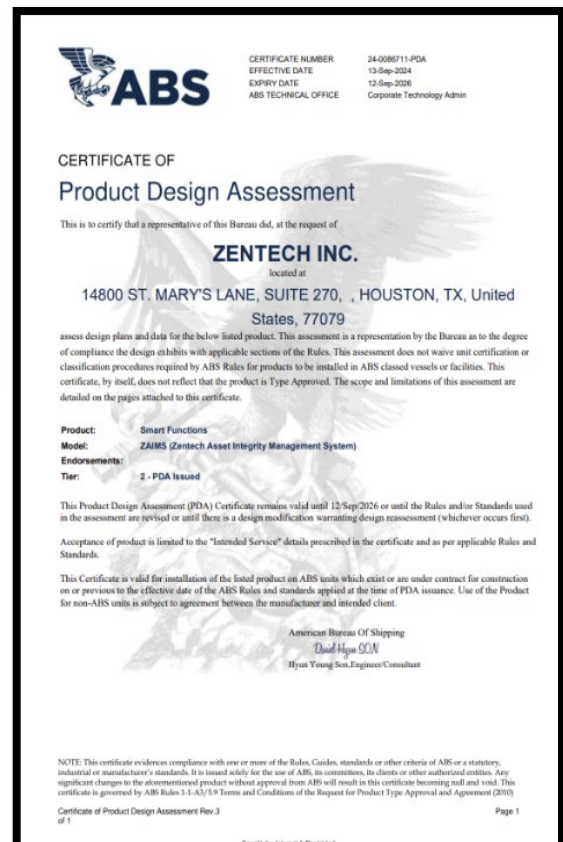 ABS
CERTIFICATE NUMBER 24-0086711-PDA
EFFECTIVE DATE 13-Sep-2024
EXPIRY DATE 12-Sep-2026
ABS TECHNICAL OFFICE Corporate Technology Admin
CERTIFICATE OF
Product Design Assessment
This is to certify that a representative of this Bureau did, at the request of
ZENTECH INC.
located at
14800 ST. MARY'S LANE, SUITE 270, , HOUSTON, TX, United
States, 77079
assess design plans and data for the below listed product. This assessment is a representation by the Bureau as to the degree
of compliance the design exhibits with applicable sections of the Rules. This assessment does not waive unit certification or
classification procedures required by ABS Rules for products to be installed in ABS classed vessels or facilities. This
certificate, by itself, does not reflect that the product is Type Approved. The scope and limitations of this assessment are
detailed on the pages attached to this certificate.
Product: Smart Functions
Model: ZAIMS (Zentech Asset Integrity Management System)
Endorsements:
Tier: 2 - PDA Issued
This Product Design Assessment (PDA) Certificate remains valid until 12/Sep/2026 or until the Rules and/or Standards used
in the assessment are revised or until there is a design modification warranting design reassessment (whichever occurs first).
Acceptance of product is limited to the "Intended Service" details prescribed in the certificate and as per applicable Rules and
Standards.
This Certificate is valid for installation of the listed product on ABS units which exist or are under contract for construction
on or previous to the effective date of the ABS Rules and standards applied at the time of PDA issuance. Use of the Product
for non-ABS units is subject to agreement between the manufacturer and intended client.
American Bureau Of Shipping
Daniel Hyun SON
Hyun Young Son,Engineer/Consultant
NOTE: This certificate evidences compliance with one or more of the Rules, Guides, standards or other criteria of ABS or a statutory,
industrial or manufacturer's standards. It is issued solely for the use of ABS, its committees, its clients or other authorized entities. Any
significant changes to the aforementioned product without approval from ABS will result in this certificate becoming null and void. This
certificate is governed by ABS Rules 1-1-A3/5.9 Terms and Conditions of the Request for Product Type Approval and Agreement (2010)
Certificate of Product Design Assessment Rev.3 Page 1
of 1